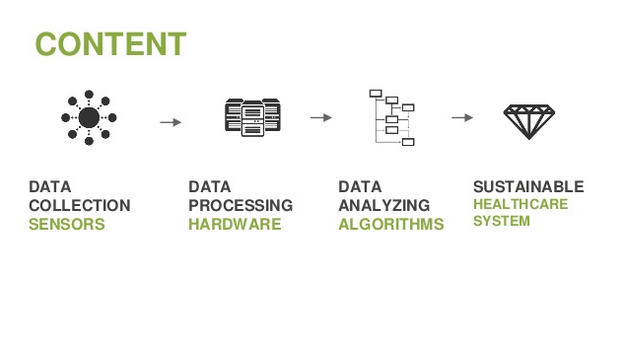 CONTENT
DATA
COLLECTION
SENSORS
DATA
PROCESSING
HARDWARE
DATA
ANALYZING
ALGORITHMS
SUSTAINABLE
HEALTHCARE
SYSTEM